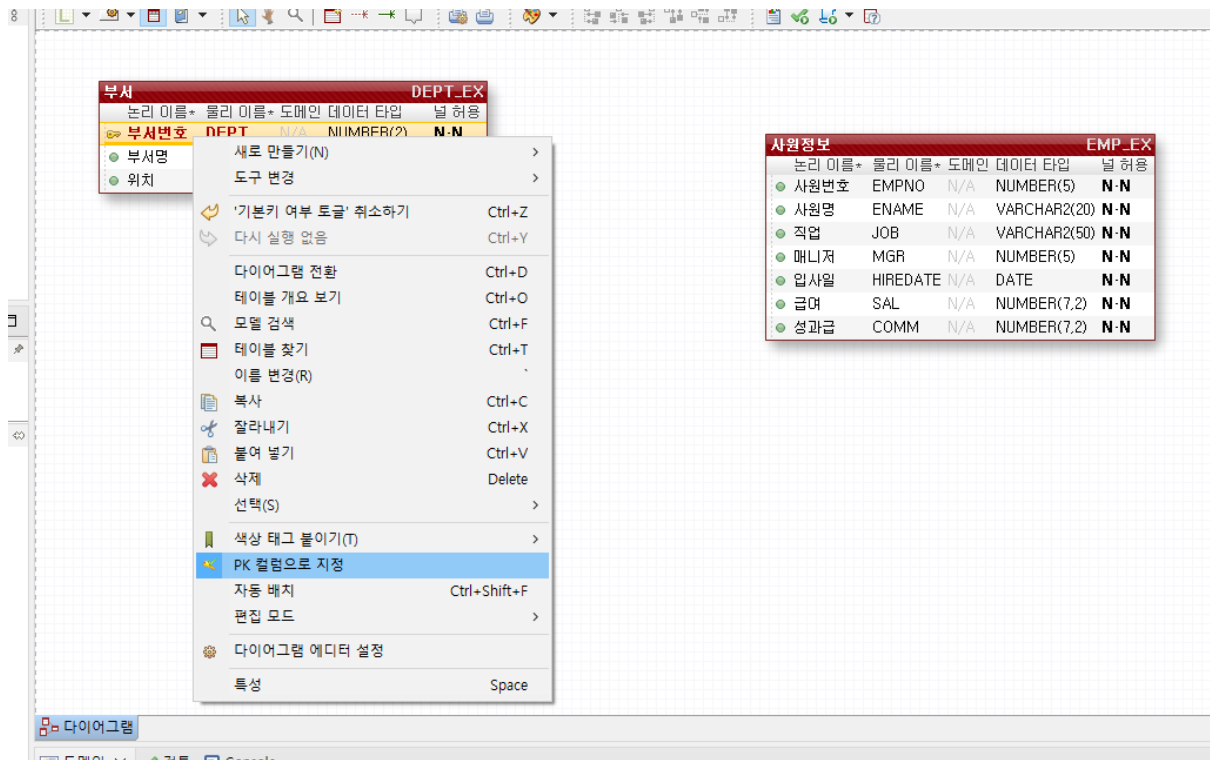 부서 DEPT_EX
논리 이름* 물리 이름* 도메인 데이터 타입 널 허용
부서번호 DEPT N/A NUMBER(2) N·N
부서명
위치
사원정보 EMP_EX
논리 이름* 물리 이름* 도메인 데이터 타입 널 허용
사원번호 EMPNO N/A NUMBER(5) N·N
사원명 ENAME N/A VARCHAR2(20) N·N
직업 JOB N/A VARCHAR2(50) N·N
매니저 MGR N/A NUMBER(5) N·N
입사일 HIREDATE N/A DATE N·N
급여 SAL N/A NUMBER(7,2) N·N
성과급 COMM N/A NUMBER(7,2) N·N
새로 만들기(N)
도구 변경
'기본키 여부 토글' 취소하기 Ctrl+Z
다시 실행 없음 Ctrl+Y
다이어그램 전환 Ctrl+D
테이블 개요 보기 Ctrl+O
모델 검색 Ctrl+F
테이블 찾기 Ctrl+T
이름 변경(R) `
복사 Ctrl+C
잘라내기 Ctrl+X
붙여 넣기 Ctrl+V
삭제 Delete
선택(S)
색상 태그 붙이기(T)
PK 컬럼으로 지정
자동 배치 Ctrl+Shift+F
편집 모드
다이어그램 에디터 설정
특성 Space
다이어그램
Console